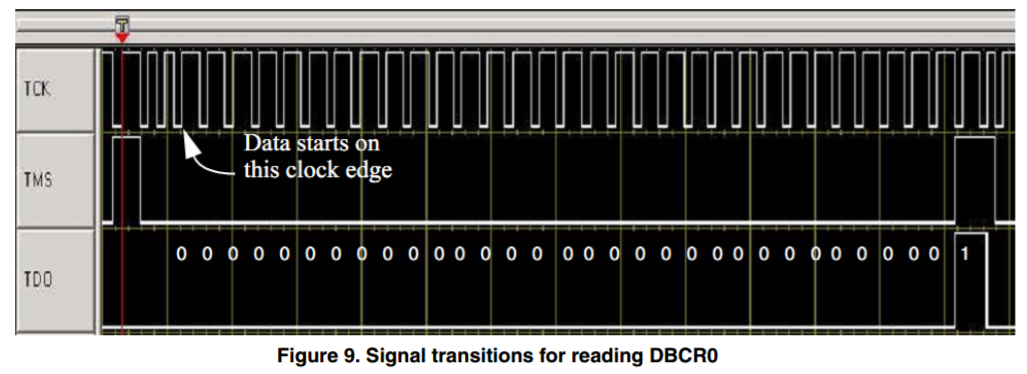 T
TCK
Data starts on
this clock edge
TMS
TDO
0 0 0 0 0 0 0 0 0 0 0 0 0 0 0 0 0 0 0 0 0 0 0 0 0 0 0 0 0 0 0 1
Figure 9. Signal transitions for reading DBCR0